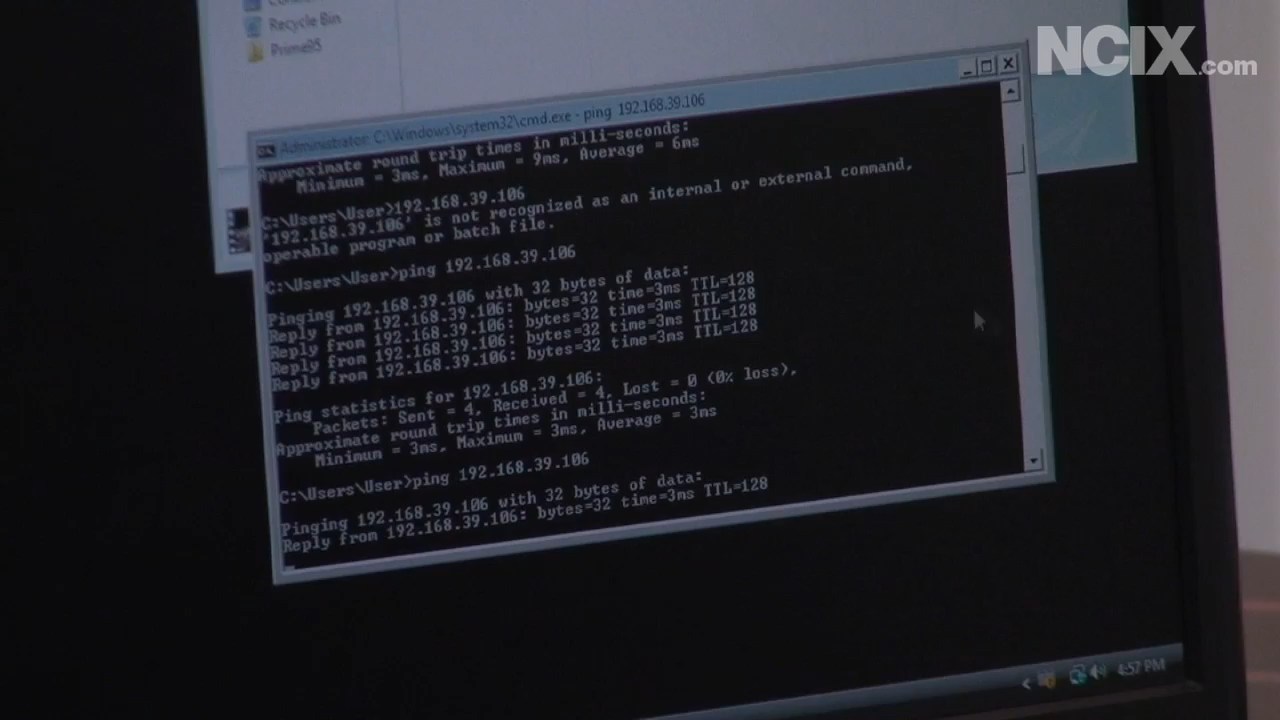 Recycle Bin
Prime95
NCIX.com
Administrator: C:\Windows\system32\cmd.exe - ping 192.168.39.106
Approximate round trip times in milli-seconds:
Minimum = 3ms, Maximum = 9ms, Average = 6ms
C:\Users\User>192.168.39.106
'192.168.39.106' is not recognized as an internal or external command,
operable program or batch file.
C:\Users\User>ping 192.168.39.106
Pinging 192.168.39.106 with 32 bytes of data:
Reply from 192.168.39.106: bytes=32 time=3ms TTL=128
Reply from 192.168.39.106: bytes=32 time=3ms TTL=128
Reply from 192.168.39.106: bytes=32 time=3ms TTL=128
Reply from 192.168.39.106: bytes=32 time=3ms TTL=128
Ping statistics for 192.168.39.106:
Packets: Sent = 4, Received = 4, Lost = 0 (0% loss),
Approximate round trip times in milli-seconds:
Minimum = 3ms, Maximum = 3ms, Average = 3ms
C:\Users\User>ping 192.168.39.106
Pinging 192.168.39.106 with 32 bytes of data:
Reply from 192.168.39.106: bytes=32 time=3ms TTL=128
4:57 PM